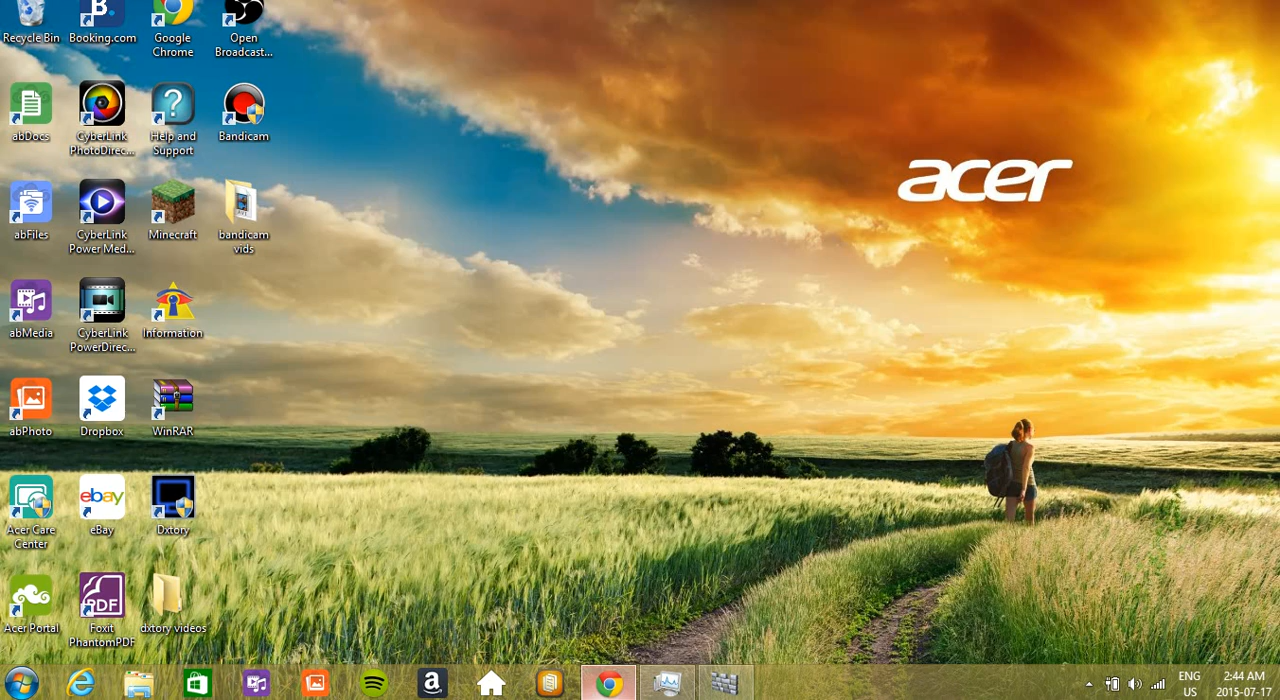 Recycle Bin
B.
Booking.com
Google
Chrome
Open
Broadcast...
abDocs
CyberLink
PhotoDirec...
?
Help and
Support
Bandicam
abFiles
CyberLink
Power Med...
Minecraft
bandicam
vids
abMedia
CyberLink
PowerDirec...
Information
abPhoto
Dropbox
WinRAR
Acer Care
Center
ebay
eBay
Dxtory
Acer Portal
PDF
Foxit
PhantomPDF
dxtory videos
acer
a
ENG
US
2:44 AM
2015-07-17